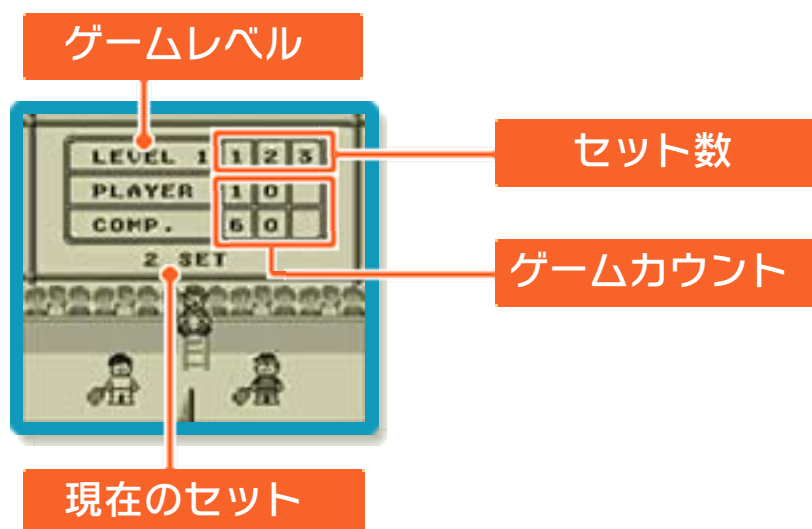 ゲームレベル
LEVEL 1 1 2 3
PLAYER 1 0
COMP. 6 0
2 SET
セット数
ゲームカウント
現在のセット